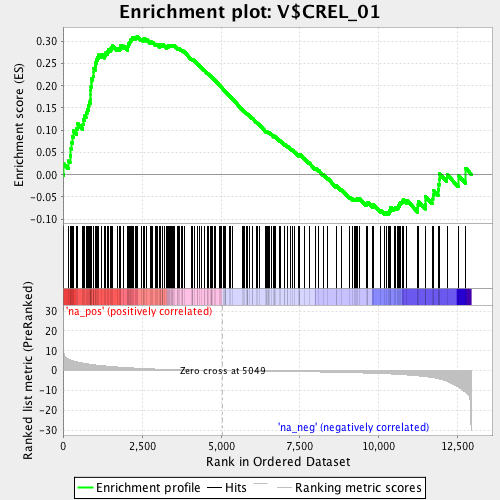 Enrichment plot: V$CREL_01
Enrichment score (ES)
0.30
0.25
0.20
0.15
0.10
0.05
0.00
-0.05
-0.10
'na_pos' (positively correlated)
Ranked list metric (PreRanked)
30
20
10
0
-10
-20
-30
Zero cross at 5049
'na_neg' (negatively correlated)
0
2,500
5,000
7,500
10,000
12,500
Rank in Ordered Dataset
Enrichment profile
Hits
Ranking metric scores